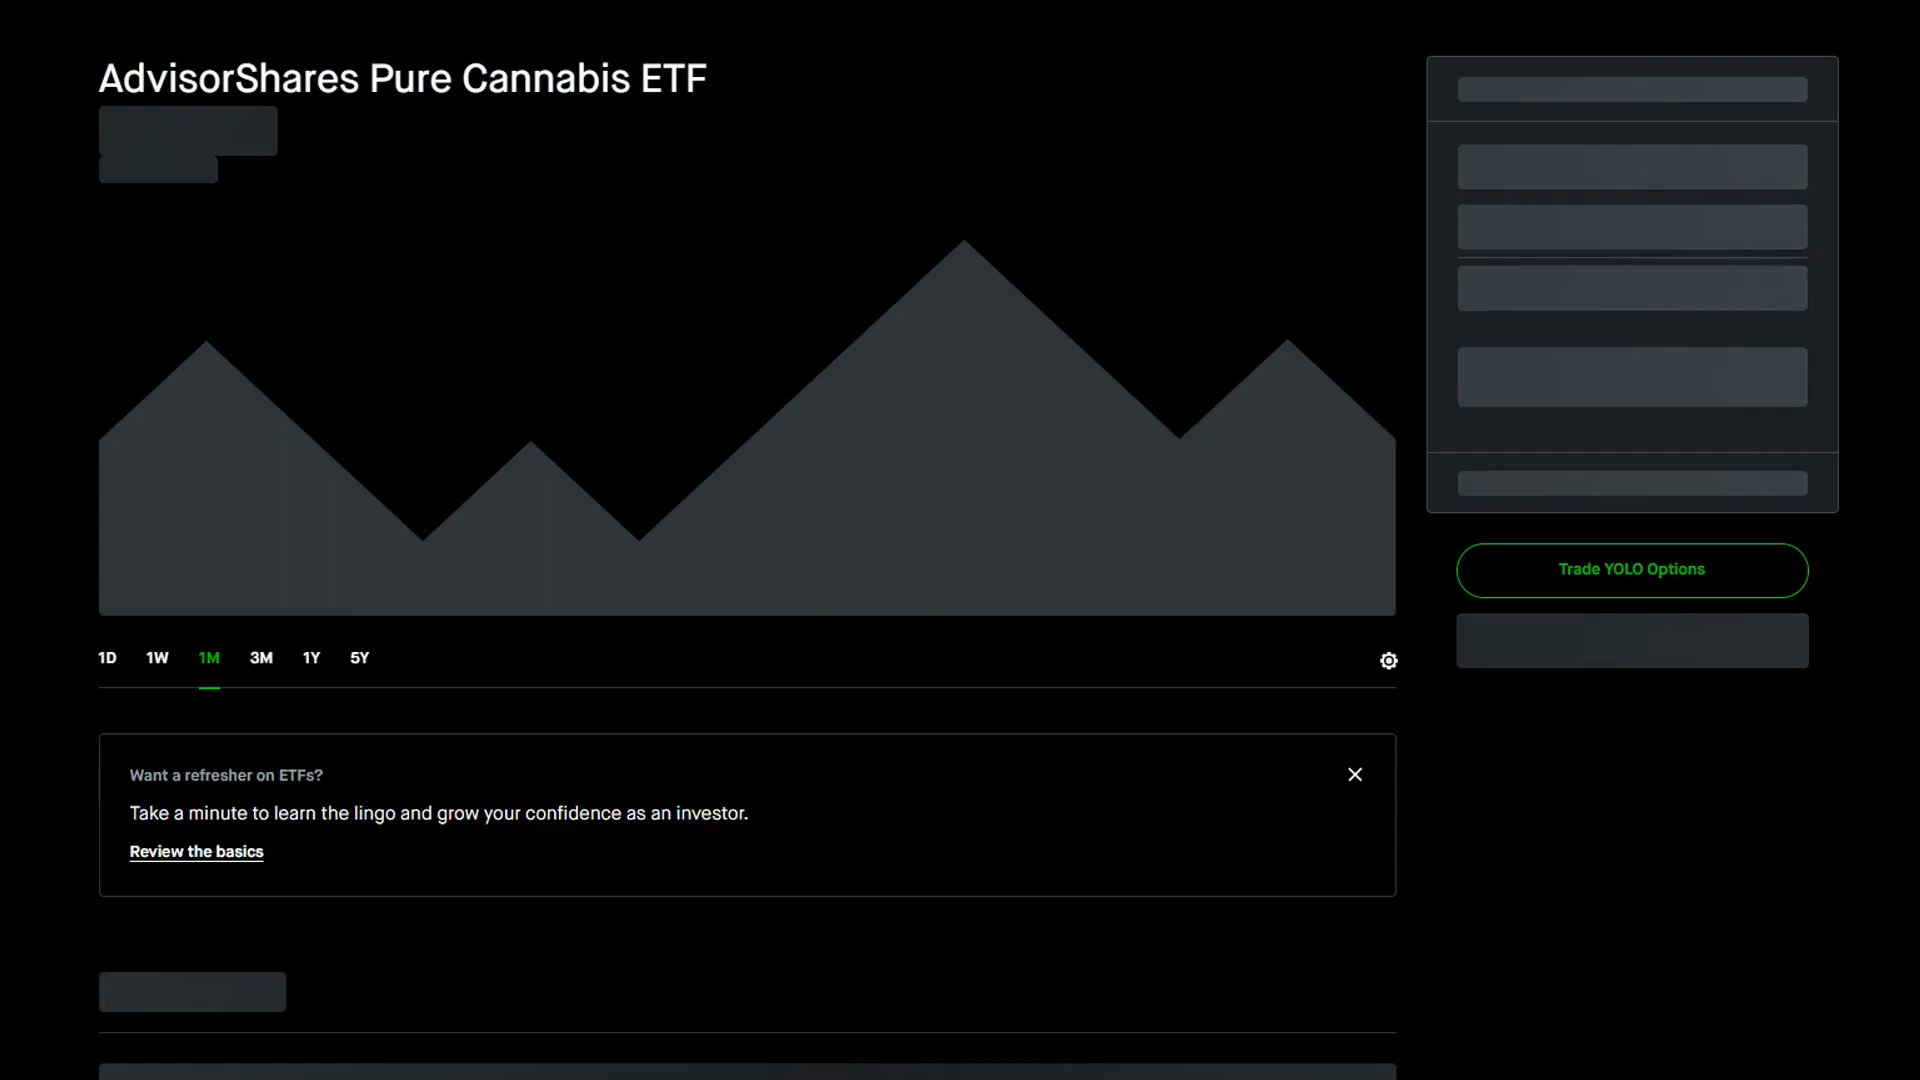 AdvisorShares Pure Cannabis ETF
Trade YOLO Options
1D 1W 1M 3M 1Y 5Y
Want a refresher on ETFs?
Take a minute to learn the lingo and grow your confidence as an investor.
Review the basics